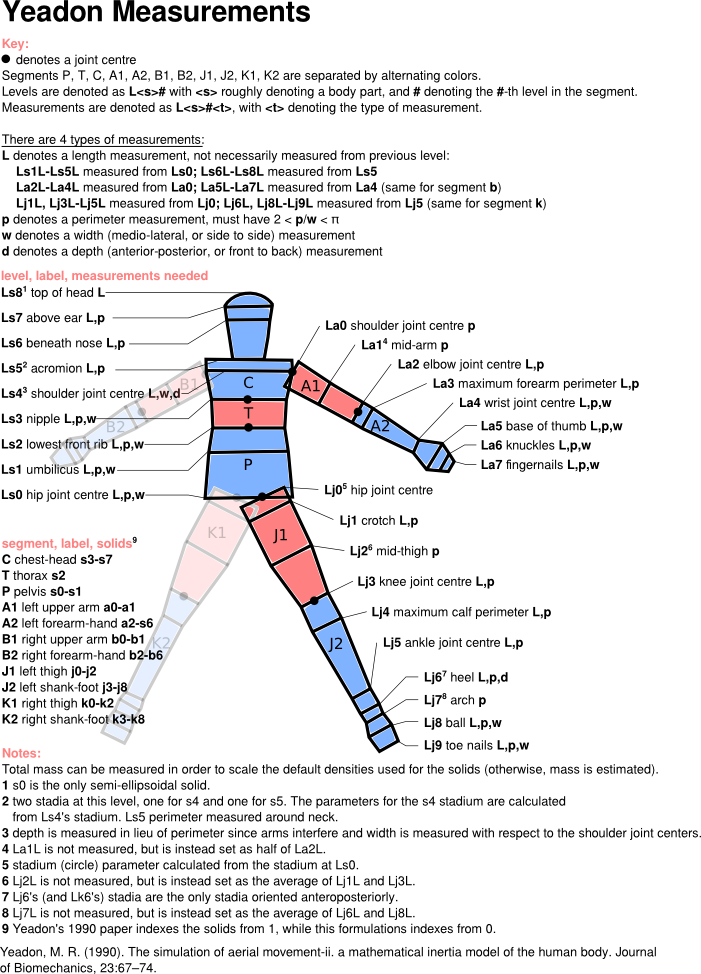 Yeadon Measurements
Key:
● denotes a joint centre
Segments P, T, C, A1, A2, B1, B2, J1, J2, K1, K2 are separated by alternating colors.
Levels are denoted as L<s># with <s> roughly denoting a body part, and # denoting the #-th level in the segment.
Measurements are denoted as L<s>#<t>, with <t> denoting the type of measurement.
There are 4 types of measurements:
L denotes a length measurement, not necessarily measured from previous level:
Ls1L-Ls5L measured from Ls0; Ls6L-Ls8L measured from Ls5
La2L-La4L measured from La0; La5L-La7L measured from La4 (same for segment b)
Lj1L, Lj3L-Lj5L measured from Lj0; Lj6L, Lj8L-Lj9L measured from Lj5 (same for segment k)
p denotes a perimeter measurement, must have 2 < p/w < π
w denotes a width (medio-lateral, or side to side) measurement
d denotes a depth (anterior-posterior, or front to back) measurement
level, label, measurements needed
Ls8¹ top of head L
Ls7 above ear L,p
Ls6 beneath nose L,p
Ls5² acromion L,p
Ls4³ shoulder joint centre L,w,d
Ls3 nipple L,p,w
Ls2 lowest front rib L,p,w
Ls1 umbilicus L,p,w
Ls0 hip joint centre L,p,w
La0 shoulder joint centre p
La1⁴ mid-arm p
La2 elbow joint centre L,p
La3 maximum forearm perimeter L,p
La4 wrist joint centre L,p,w
La5 base of thumb L,p,w
La6 knuckles L,p,w
La7 fingernails L,p,w
B1
B2
C
T
P
A1
A2
Lj0⁵ hip joint centre
Lj1 crotch L,p
Lj2⁶ mid-thigh p
Lj3 knee joint centre L,p
Lj4 maximum calf perimeter L,p
Lj5 ankle joint centre L,p
Lj6⁷ heel L,p,d
Lj7⁸ arch p
Lj8 ball L,p,w
Lj9 toe nails L,p,w
K1
J1
K2
J2
segment, label, solids⁹
C chest-head s3-s7
T thorax s2
P pelvis s0-s1
A1 left upper arm a0-a1
A2 left forearm-hand a2-s6
B1 right upper arm b0-b1
B2 right forearm-hand b2-b6
J1 left thigh j0-j2
J2 left shank-foot j3-j8
K1 right thigh k0-k2
K2 right shank-foot k3-k8
Notes:
Total mass can be measured in order to scale the default densities used for the solids (otherwise, mass is estimated).
1 s0 is the only semi-ellipsoidal solid.
2 two stadia at this level, one for s4 and one for s5. The parameters for the s4 stadium are calculated
from Ls4's stadium. Ls5 perimeter measured around neck.
3 depth is measured in lieu of perimeter since arms interfere and width is measured with respect to the shoulder joint centers.
4 La1L is not measured, but is instead set as half of La2L.
5 stadium (circle) parameter calculated from the stadium at Ls0.
6 Lj2L is not measured, but is instead set as the average of Lj1L and Lj3L.
7 Lj6's (and Lk6's) stadia are the only stadia oriented anteroposteriorly.
8 Lj7L is not measured, but is instead set as the average of Lj6L and Lj8L.
9 Yeadon's 1990 paper indexes the solids from 1, while this formulations indexes from 0.
Yeadon, M. R. (1990). The simulation of aerial movement-ii. a mathematical inertia model of the human body. Journal
of Biomechanics, 23:67–74.